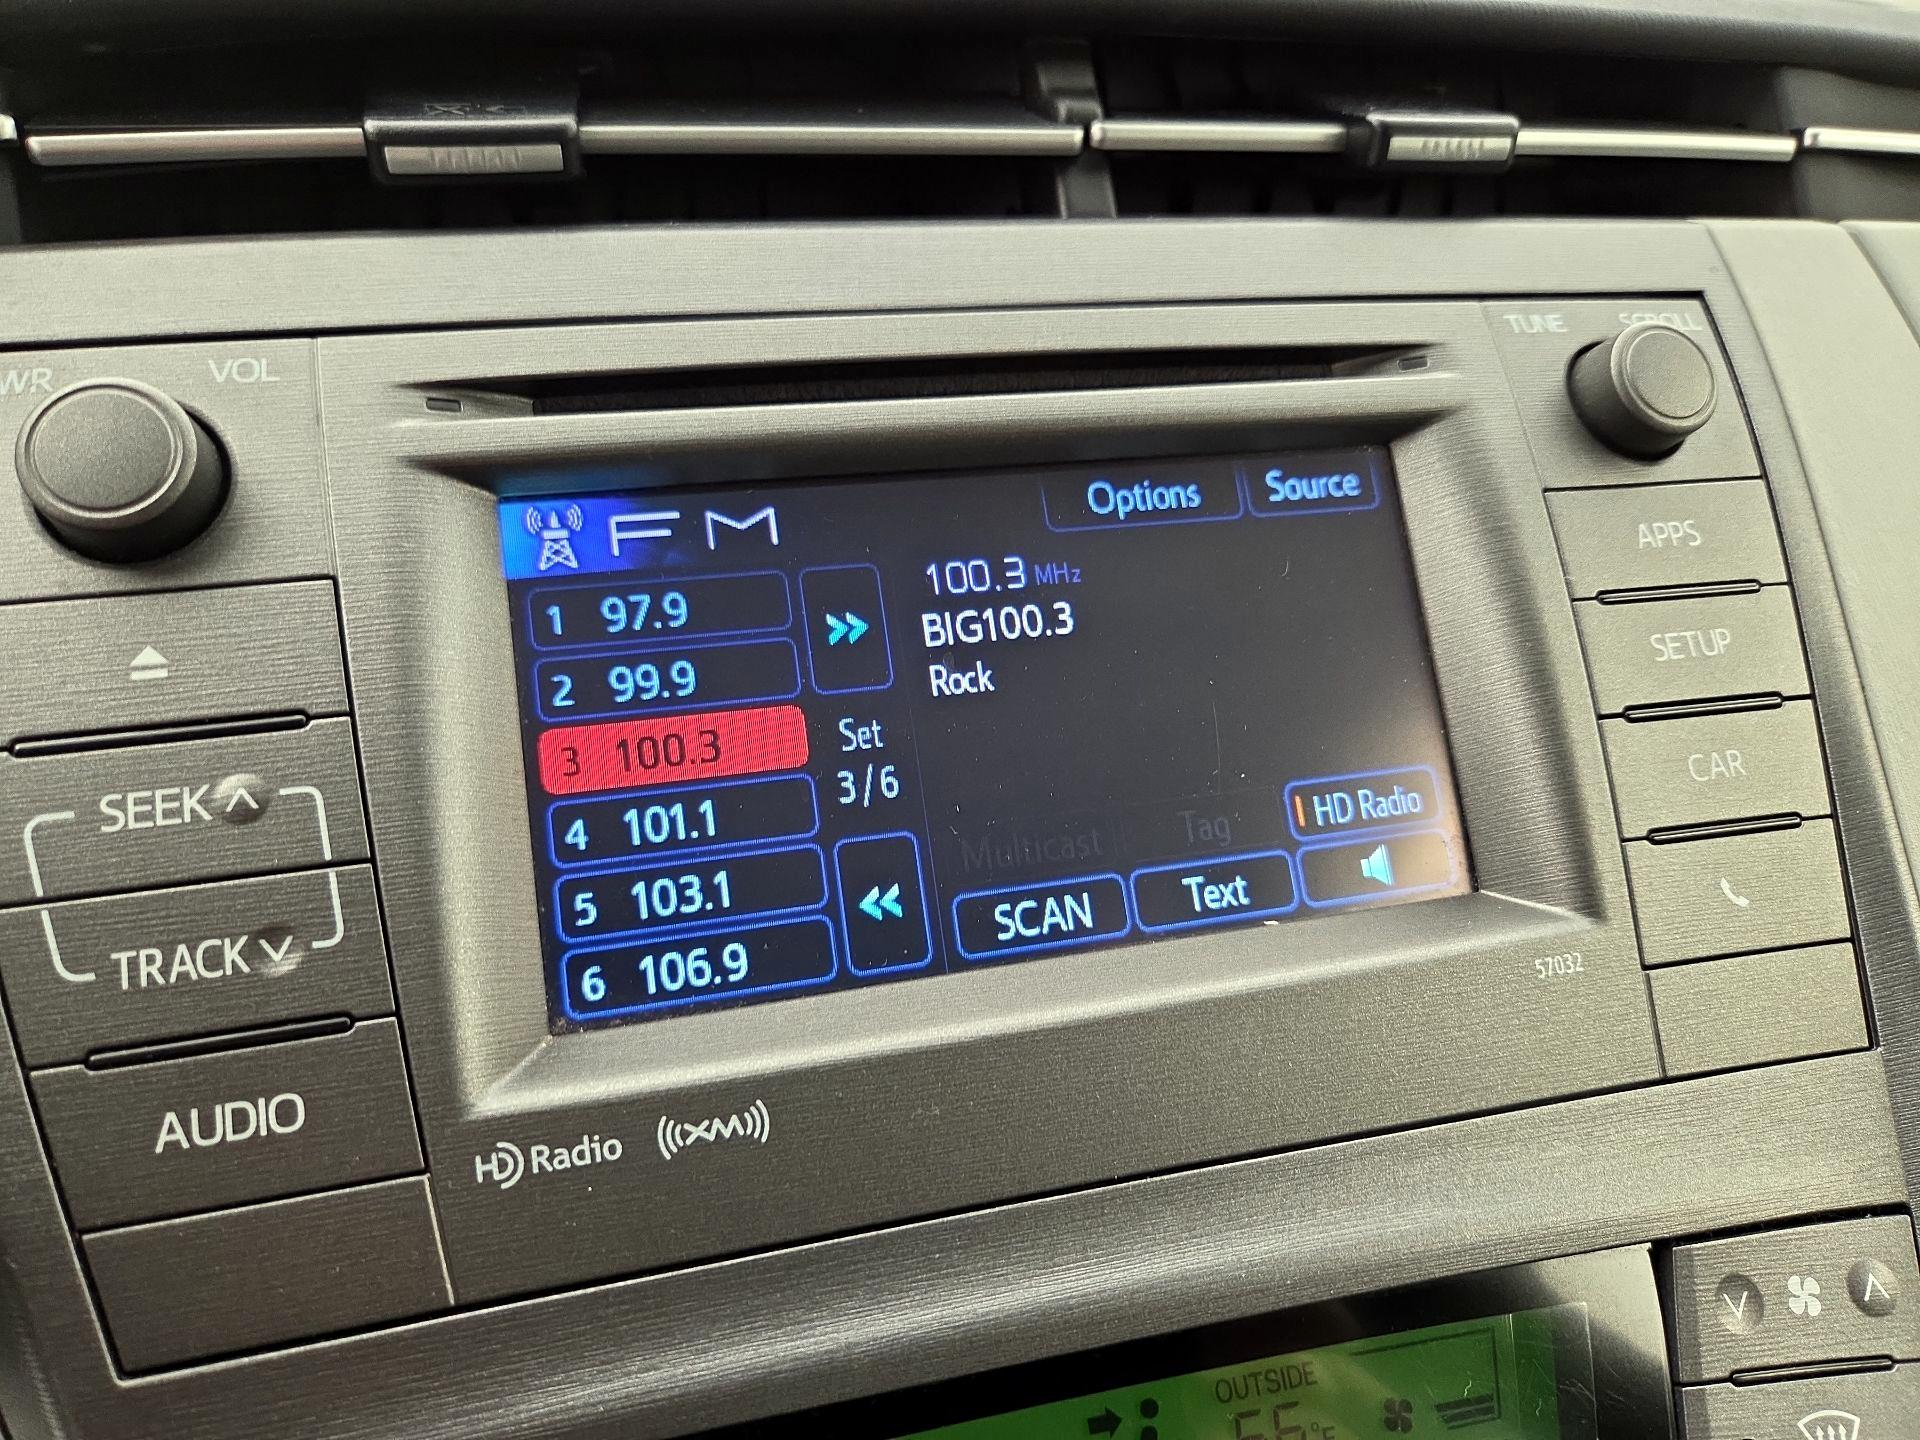 WR VOL
TUNE SCROLL
FM
Options
Source
1 97.9
2 99.9
3 100.3
4 101.1
5 103.1
6 106.9
Set
3/6
100.3 MHz
BIG100.3
Rock
Multicast
Tag
HD Radio
SCAN
Text
SEEK
TRACK
AUDIO
APPS
SETUP
CAR
57032
HD Radio
((XM))
OUTSIDE
°F